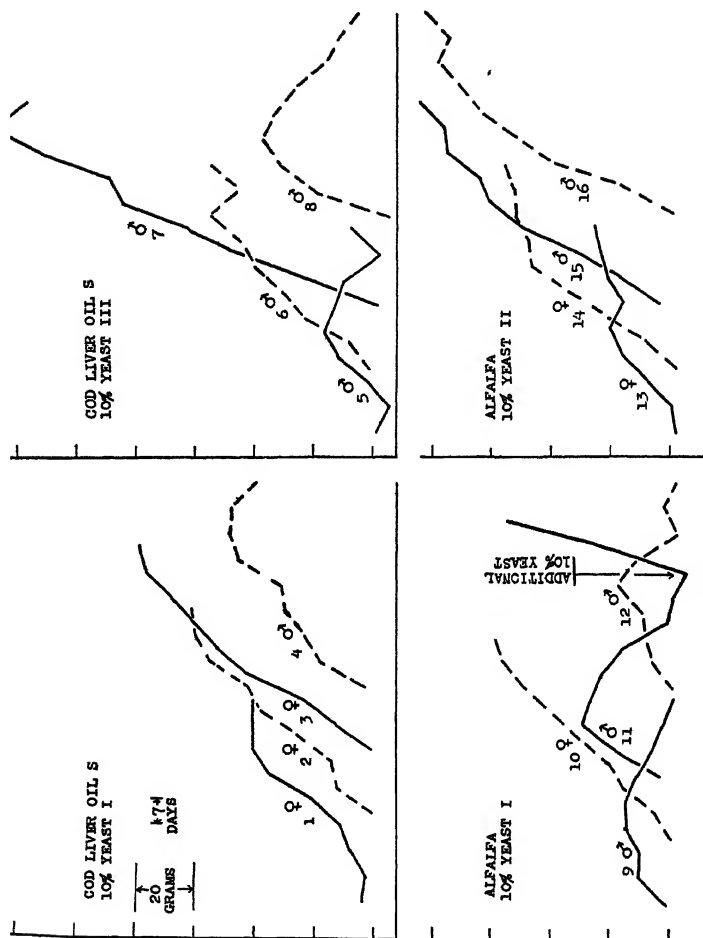 COD LIVER OIL S
10% YEAST I
20
GRAMS
7
DAYS
♀
1
♀
2
♀
3
♂
4
COD LIVER OIL S
10% YEAST III
♂
5
♂
6
♂
7
♂
8
ALFALFA
10% YEAST I
9 ♂
♀
10
♂
11
♂
12
ADDITIONAL
10% YEAST
ALFALFA
10% YEAST II
♀
13
♀
14
♂
15
♂
16